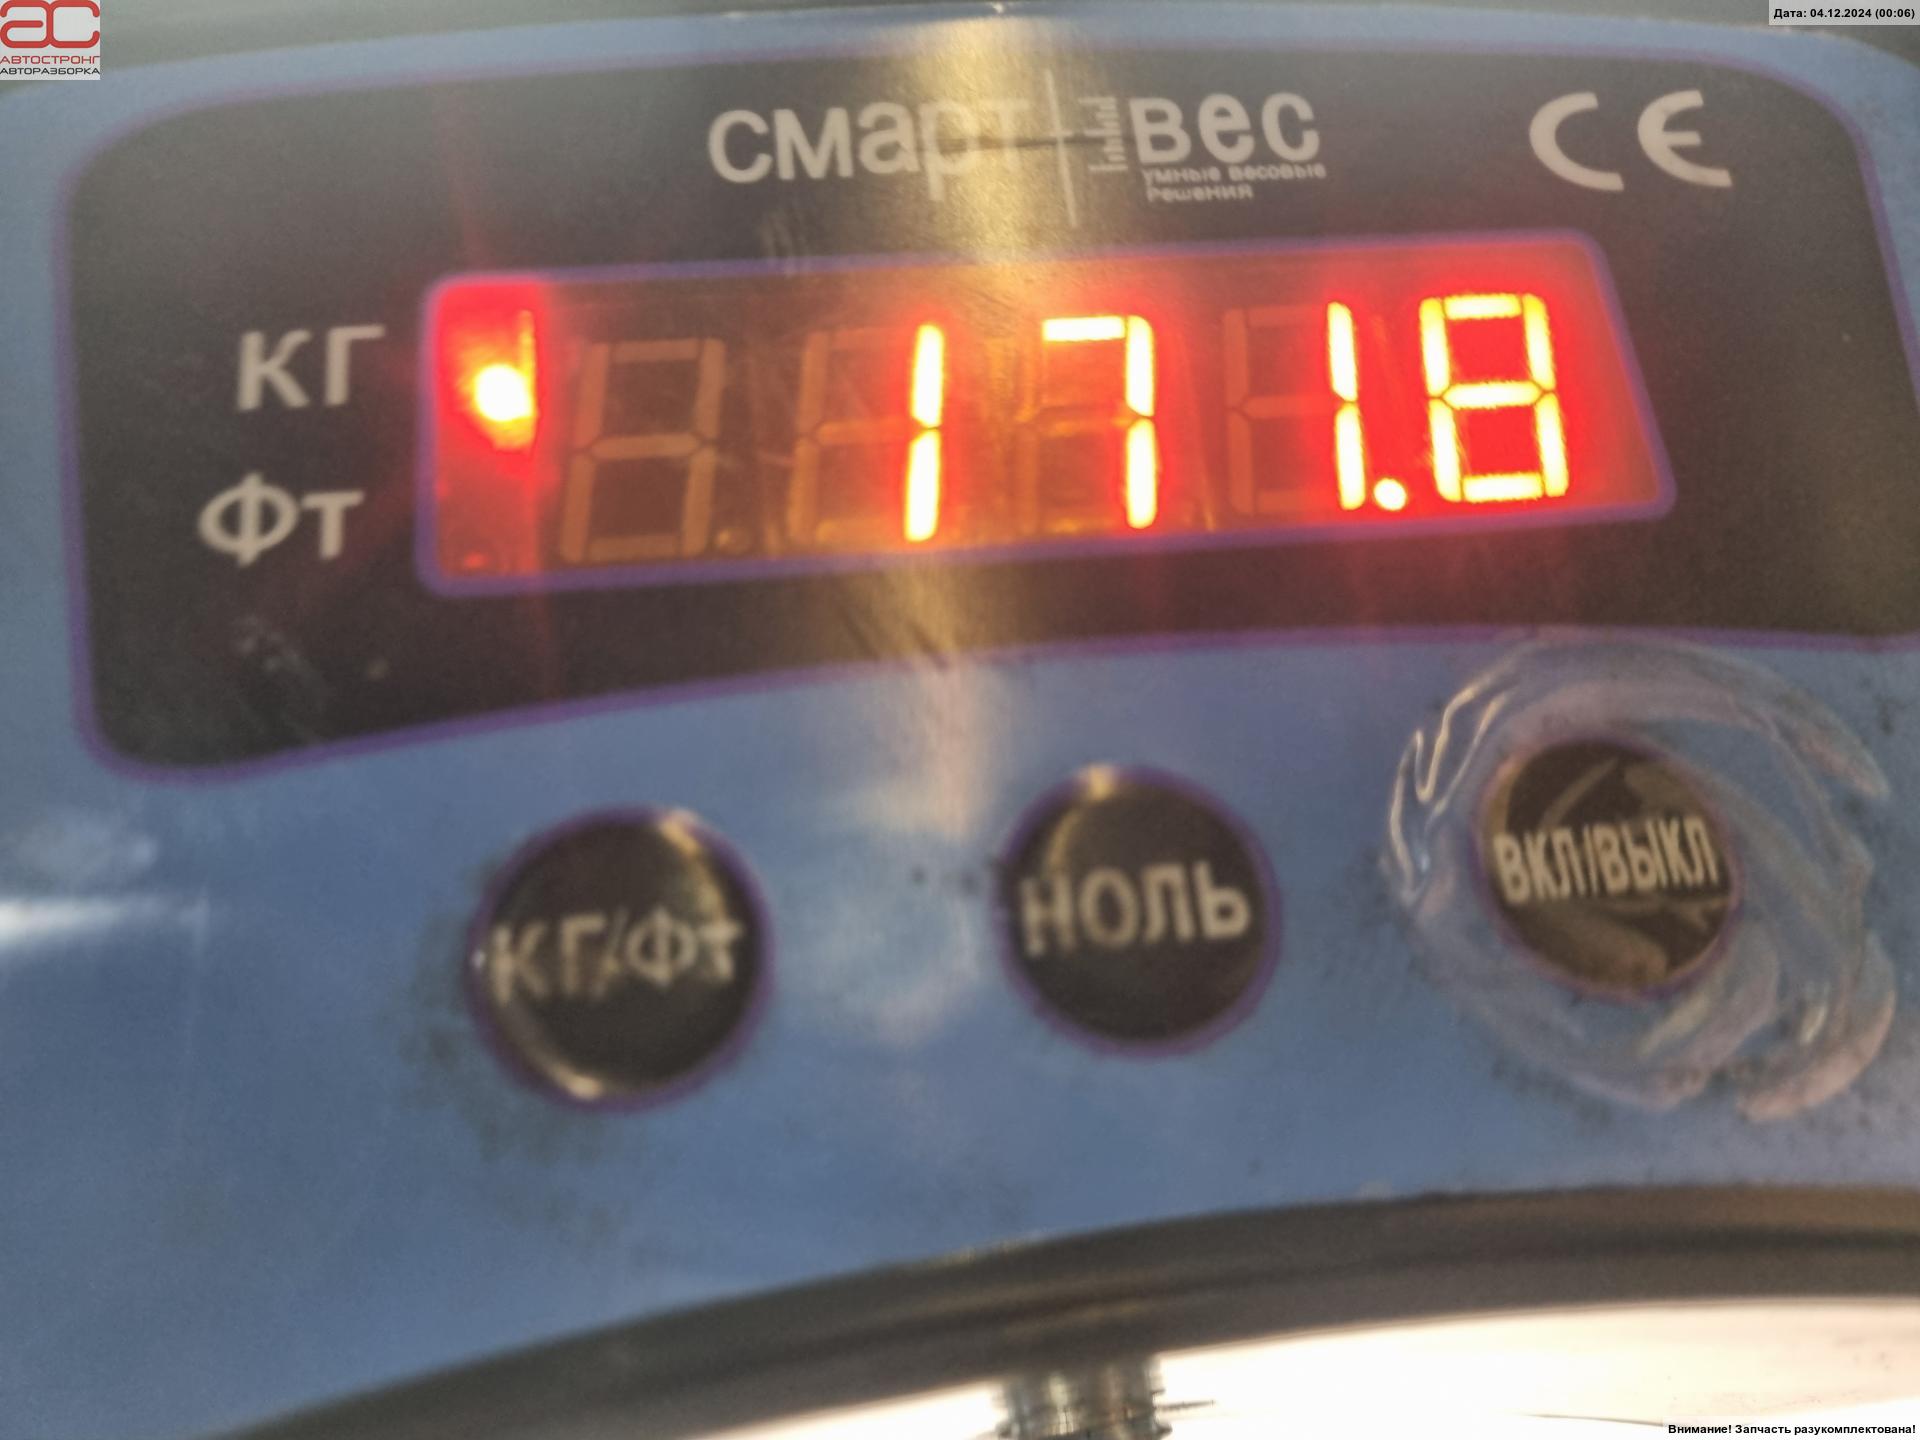 ас
АВТОСТРОНГ
АВТОРАЗБОРКА
Дата: 04.12.2024 (00:06)
смарт вес
умные весовые
решения
CE
КГ
171.8
Фт
КГ/Фт
НОЛЬ
ВКЛ/ВЫКЛ
Внимание! Запчасть разукомплектована!